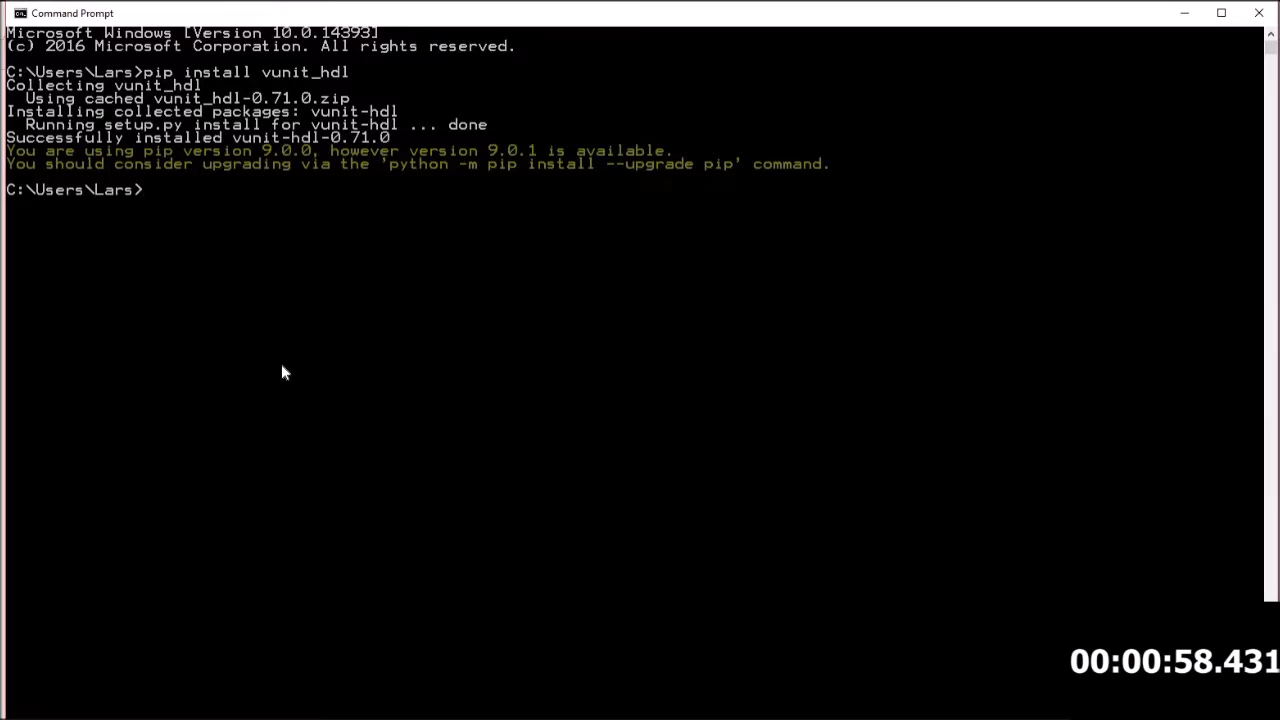 Command Prompt
Microsoft Windows [Version 10.0.14393]
(c) 2016 Microsoft Corporation. All rights reserved.
C:\Users\Lars>pip install vunit_hdl
Collecting vunit_hdl
  Using cached vunit_hdl-0.71.0.zip
Installing collected packages: vunit-hdl
  Running setup.py install for vunit-hdl ... done
Successfully installed vunit-hdl-0.71.0
You are using pip version 9.0.0, however version 9.0.1 is available.
You should consider upgrading via the 'python -m pip install --upgrade pip' command.
C:\Users\Lars>
00:00:58.431